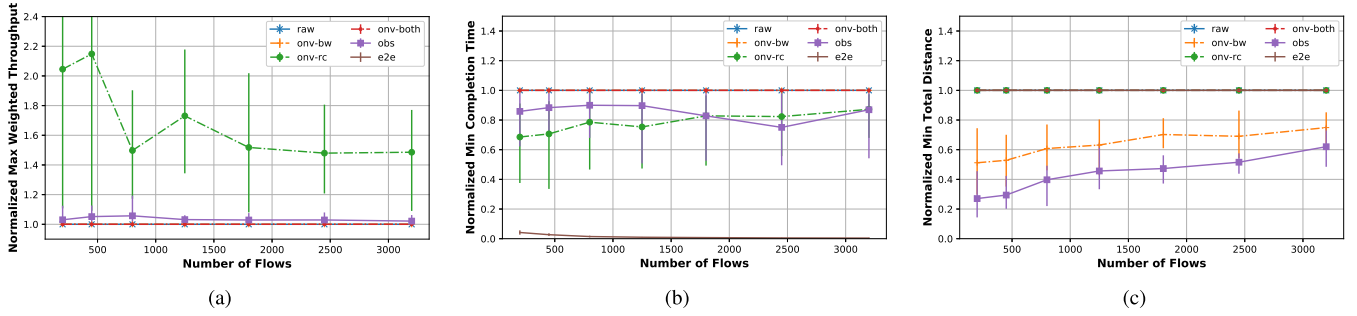 Normalized Max Weighted Throughput
2.4
2.2
2.0
1.8
1.6
1.4
1.2
1.0
500 1000 1500 2000 2500 3000
Number of Flows
raw onv-both
onv-bw obs
onv-rc e2e
(a)
Normalized Min Completion Time
1.4
1.2
1.0
0.8
0.6
0.4
0.2
0.0
500 1000 1500 2000 2500 3000
Number of Flows
raw onv-both
onv-bw obs
onv-rc e2e
(b)
Normalized Min Total Distance
1.4
1.2
1.0
0.8
0.6
0.4
0.2
0.0
500 1000 1500 2000 2500 3000
Number of Flows
raw onv-both
onv-bw obs
onv-rc e2e
(c)